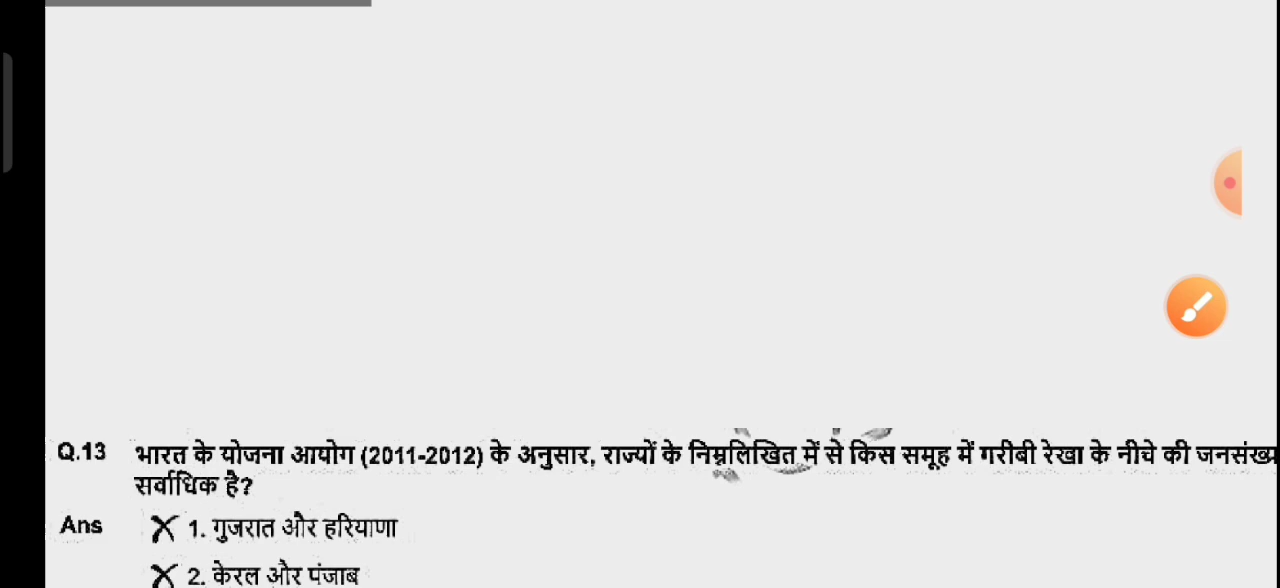 Q.13 भारत के योजना आयोग (2011-2012) के अनुसार, राज्यों के निम्नलिखित में से किस समूह में गरीबी रेखा के नीचे की
सर्वाधिक है?
Ans X 1. गुजरात और हरियाणा
X 2. केरल और पंजाब